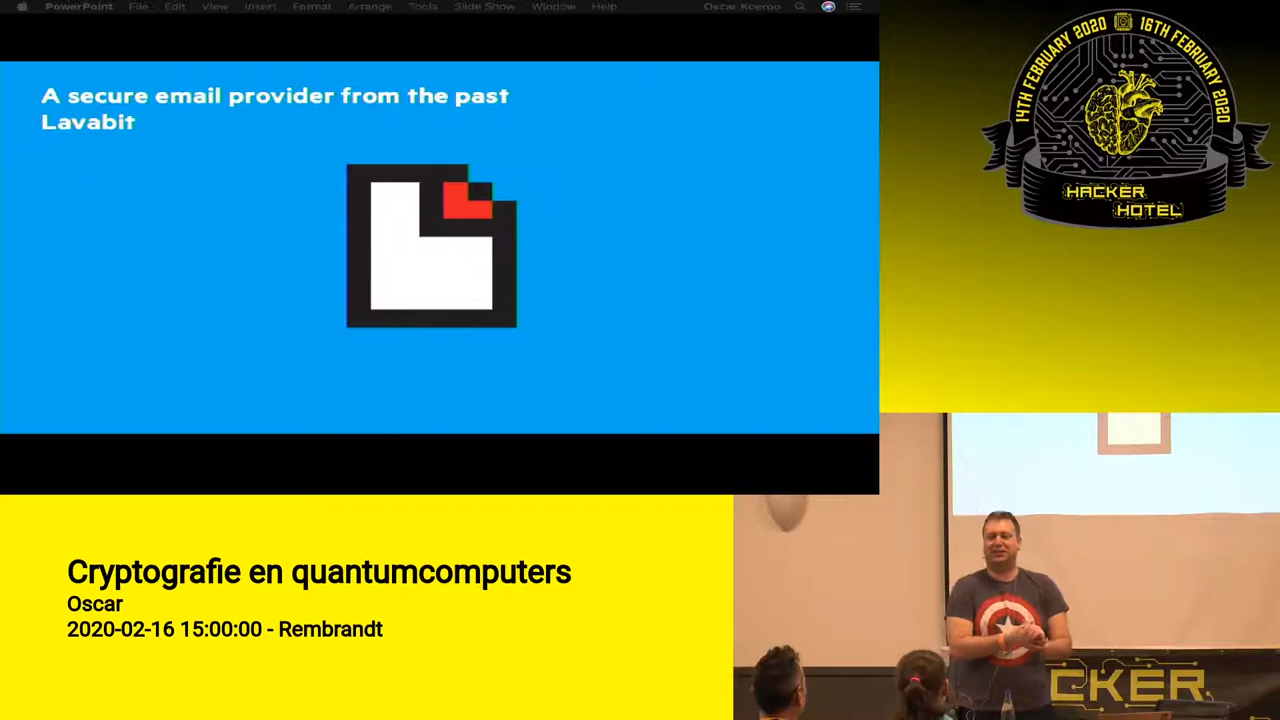 PowerPoint File Edit View Insert Format Arrange Tools Slide Show Window Help Oscar Koeroo
A secure email provider from the past
Lavabit
14TH FEBRUARY 2020 16TH FEBRUARY 2020
HACKER
HOTEL
Cryptografie en quantumcomputers
Oscar
2020-02-16 15:00:00 - Rembrandt
CKER